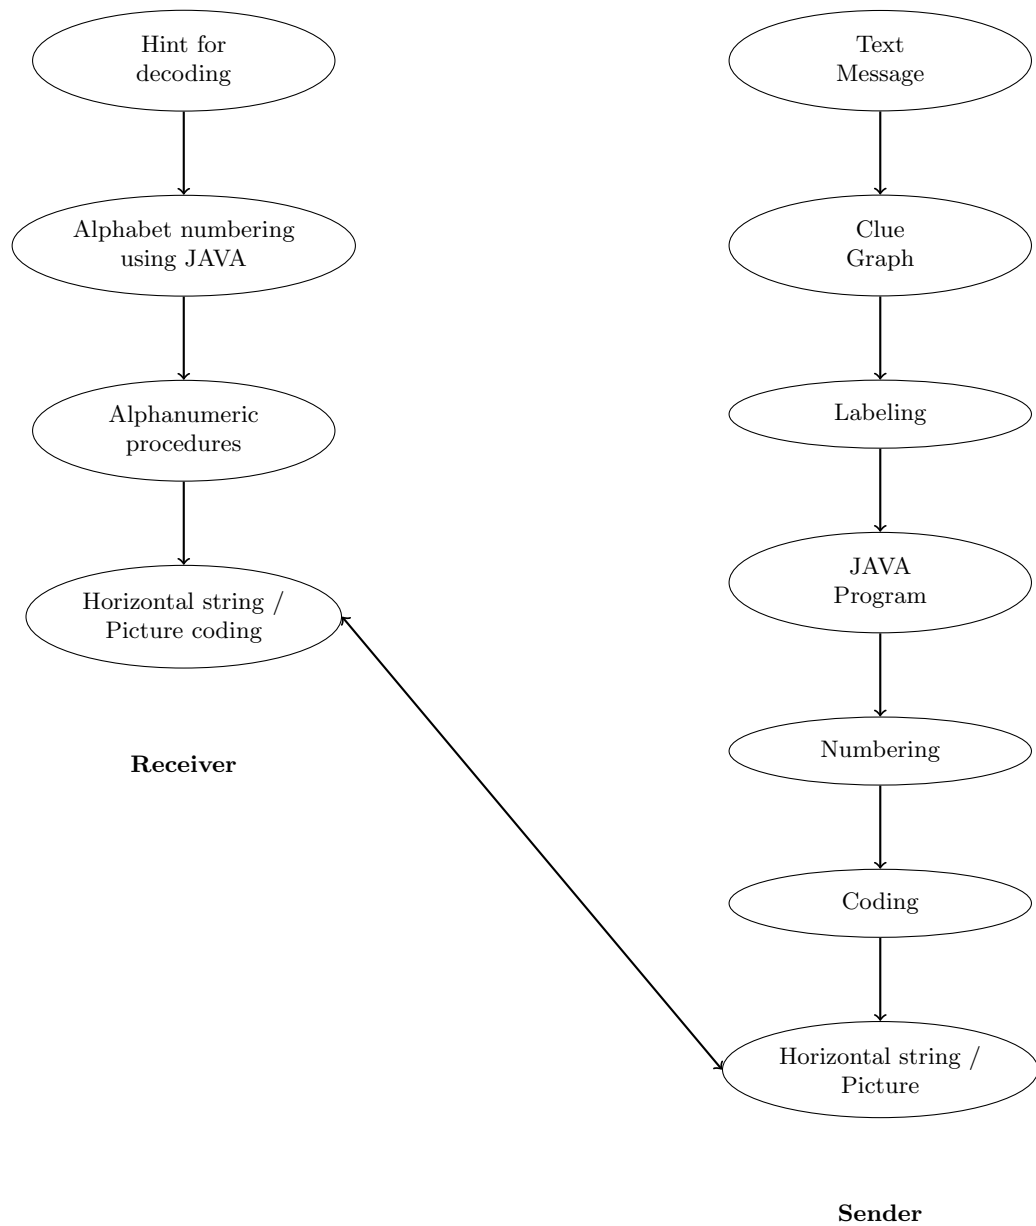 Hint for
decoding
Alphabet numbering
using JAVA
Alphanumeric
procedures
Horizontal string /
Picture coding
Receiver
Text
Message
Clue
Graph
Labeling
JAVA
Program
Numbering
Coding
Horizontal string /
Picture
Sender